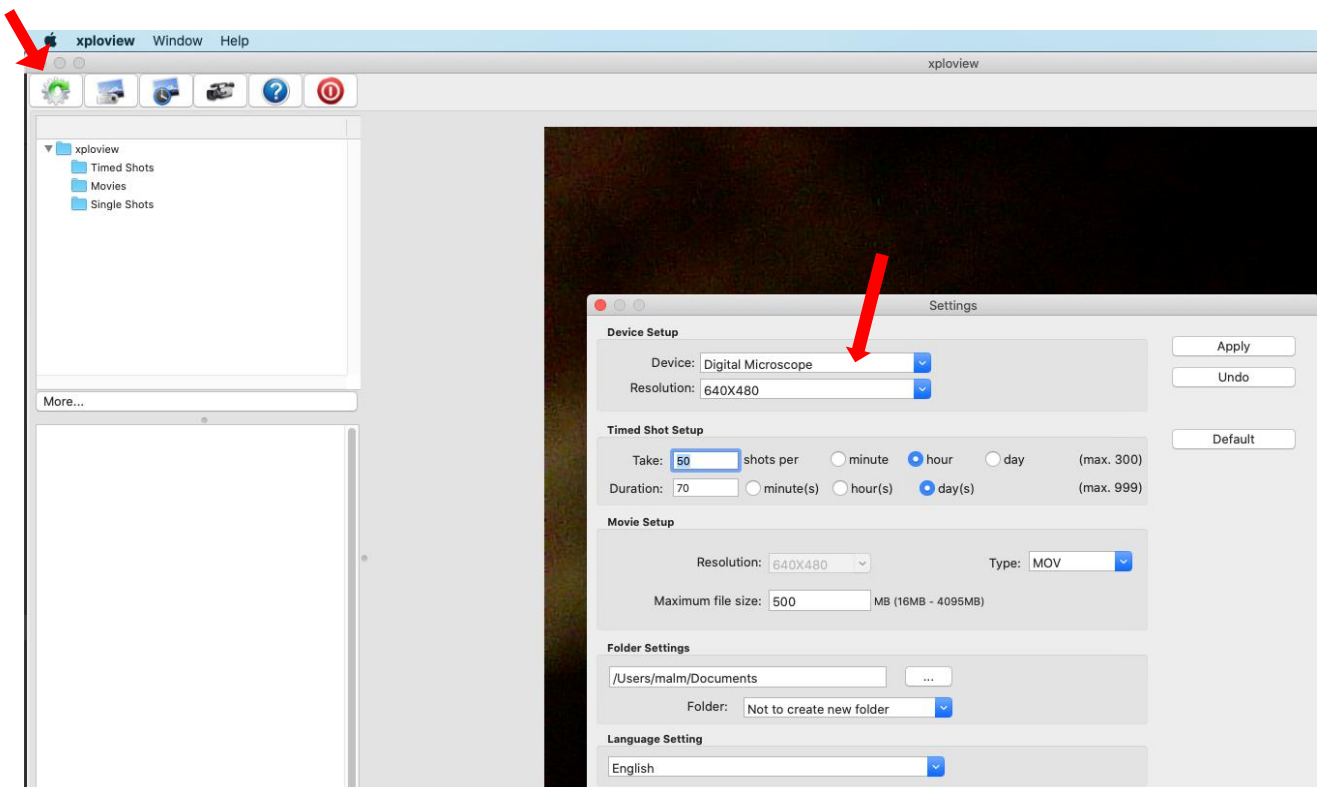 xploview Window Help
xploview
xploview
Timed Shots
Movies
Single Shots
More...
Settings
Device Setup
Device: Digital Microscope
Resolution: 640X480
Apply
Undo
Default
Timed Shot Setup
Take: 50 shots per minute hour day (max. 300)
Duration: 70 minute(s) hour(s) day(s) (max. 999)
Movie Setup
Resolution: 640X480 Type: MOV
Maximum file size: 500 MB (16MB - 4095MB)
Folder Settings
/Users/malm/Documents ...
Folder: Not to create new folder
Language Setting
English